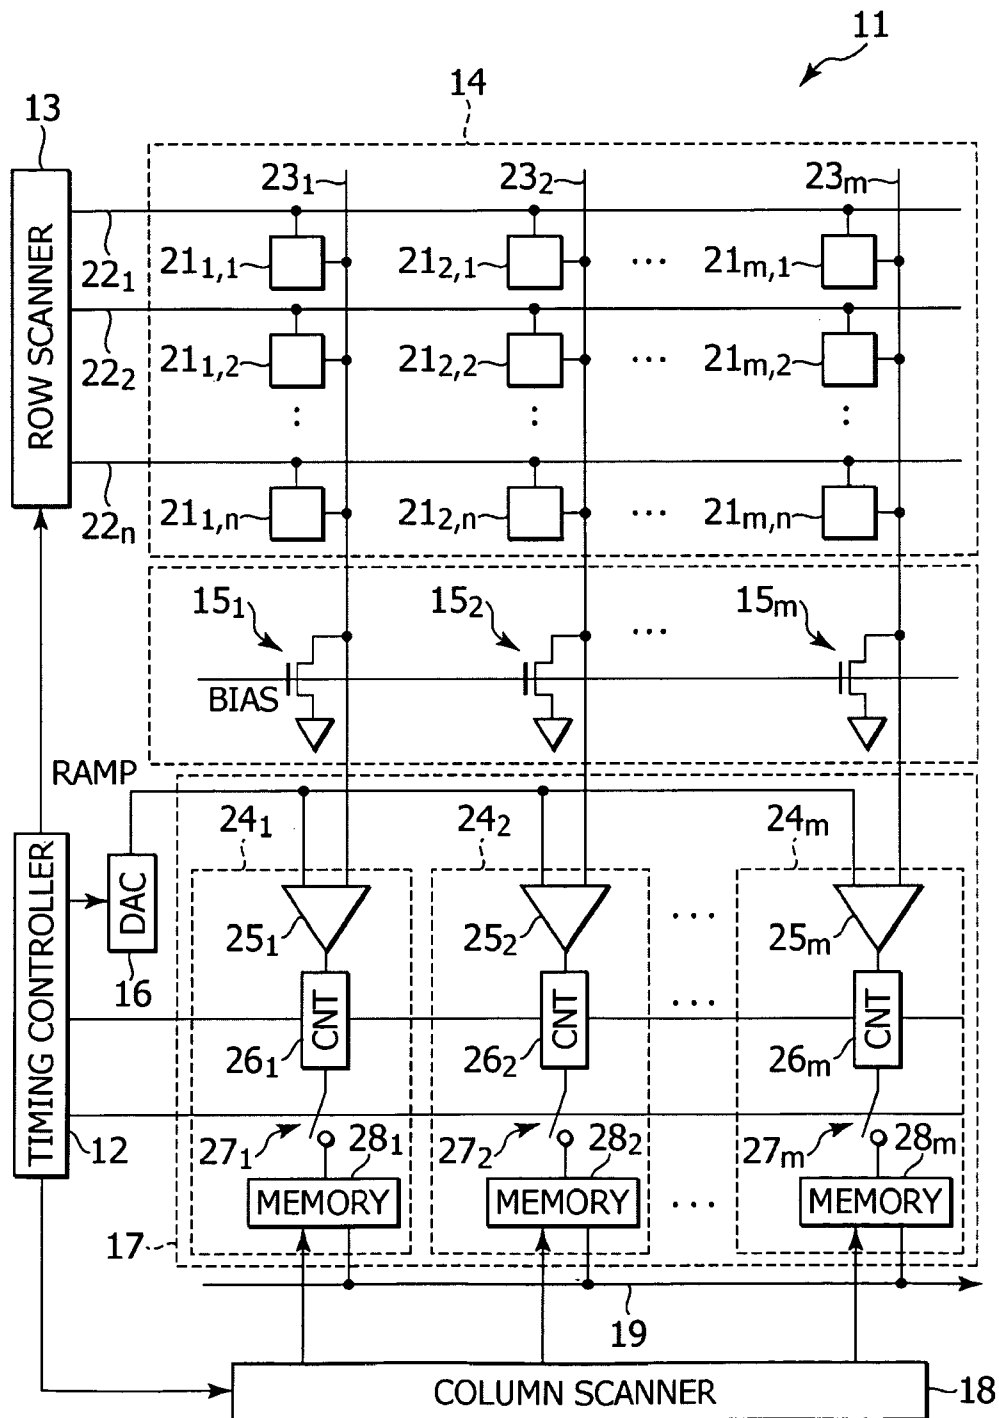 11
13
14
23₁
23₂
23ₘ
ROW SCANNER
22₁
21₁,₁
21₂,₁
...
21ₘ,₁
22₂
21₁,₂
21₂,₂
...
21ₘ,₂
22ₙ
21₁,ₙ
21₂,ₙ
...
21ₘ,ₙ
15₁
15₂
...
15ₘ
BIAS
RAMP
24₁
24₂
24ₘ
TIMING CONTROLLER
DAC
16
25₁
25₂
...
25ₘ
CNT
CNT
...
CNT
26₁
26₂
26ₘ
12
27₁
28₁
27₂
28₂
27ₘ
28ₘ
MEMORY
MEMORY
...
MEMORY
17
19
COLUMN SCANNER
18